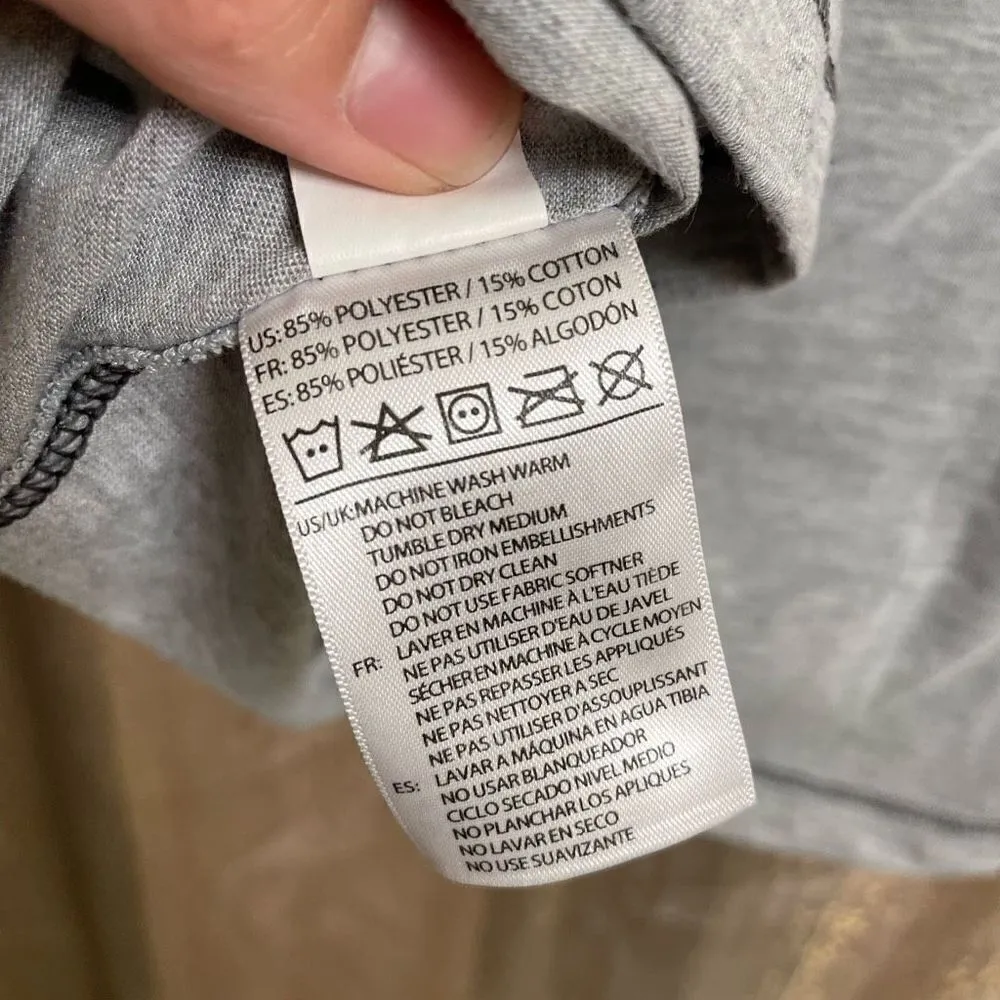 US: 85% POLYESTER / 15% COTTON
FR: 85% POLYESTER / 15% COTON
ES: 85% POLIÉSTER / 15% ALGODÓN
US/UK: MACHINE WASH WARM
DO NOT BLEACH
TUMBLE DRY MEDIUM
DO NOT IRON EMBELLISHMENTS
DO NOT DRY CLEAN
DO NOT USE FABRIC SOFTNER
FR: LAVER EN MACHINE À L'EAU TIÈDE
NE PAS UTILISER D'EAU DE JAVEL
SÉCHER EN MACHINE À CYCLE MOYEN
NE PAS REPASSER LES APPLIQUÉS
NE PAS NETTOYER A SEC
NE PAS UTILISER D'ASSOUPLISSANT
ES: LAVAR A MÁQUINA EN AGUA TIBIA
NO USAR BLANQUEADOR
CICLO SECADO NIVEL MEDIO
NO PLANCHAR LOS APLIQUES
NO LAVAR EN SECO
NO USE SUAVIZANTE